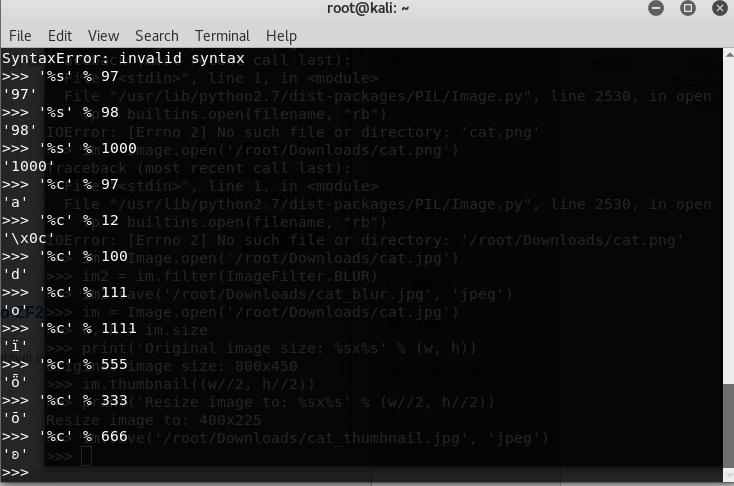 root@kali: ~
File Edit View Search Terminal Help
SyntaxError: invalid syntax
>>> '%s' % 97
'97'
>>> '%s' % 98
'98'
>>> '%s' % 1000
'1000'
>>> '%c' % 97
'a'
>>> '%c' % 12
'\x0c'
>>> '%c' % 100
'd'
>>> '%c' % 111
'o'
>>> '%c' % 1111
'ї'
>>> '%c' % 555
'ȫ'
>>> '%c' % 333
'ō'
>>> '%c' % 666
'ʚ'
>>>
call last):
"<stdin>", line 1, in <module>
File "/usr/lib/python2.7/dist-packages/PIL/Image.py", line 2530, in open
builtins.open(filename, "rb")
IOError: [Errno 2] No such file or directory: 'cat.png'
Image.open('/root/Downloads/cat.png')
Traceback (most recent call last):
"<stdin>", line 1, in <module>
File "/usr/lib/python2.7/dist-packages/PIL/Image.py", line 2530, in open
builtins.open(filename, "rb")
IOError: [Errno 2] No such file or directory: '/root/Downloads/cat.png'
Image.open('/root/Downloads/cat.jpg')
>>> im2 = im.filter(ImageFilter.BLUR)
('/root/Downloads/cat_blur.jpg', 'jpeg')
>>> im = Image.open('/root/Downloads/cat.jpg')
im.size
>>> print('Original image size: %sx%s' % (w, h))
image size: 800x450
>>> im.thumbnail((w//2, h//2))
('Resize image to: %sx%s' % (w//2, h//2))
Resize image to: 400x225
('/root/Downloads/cat_thumbnail.jpg', 'jpeg')
>>>
Other Locations